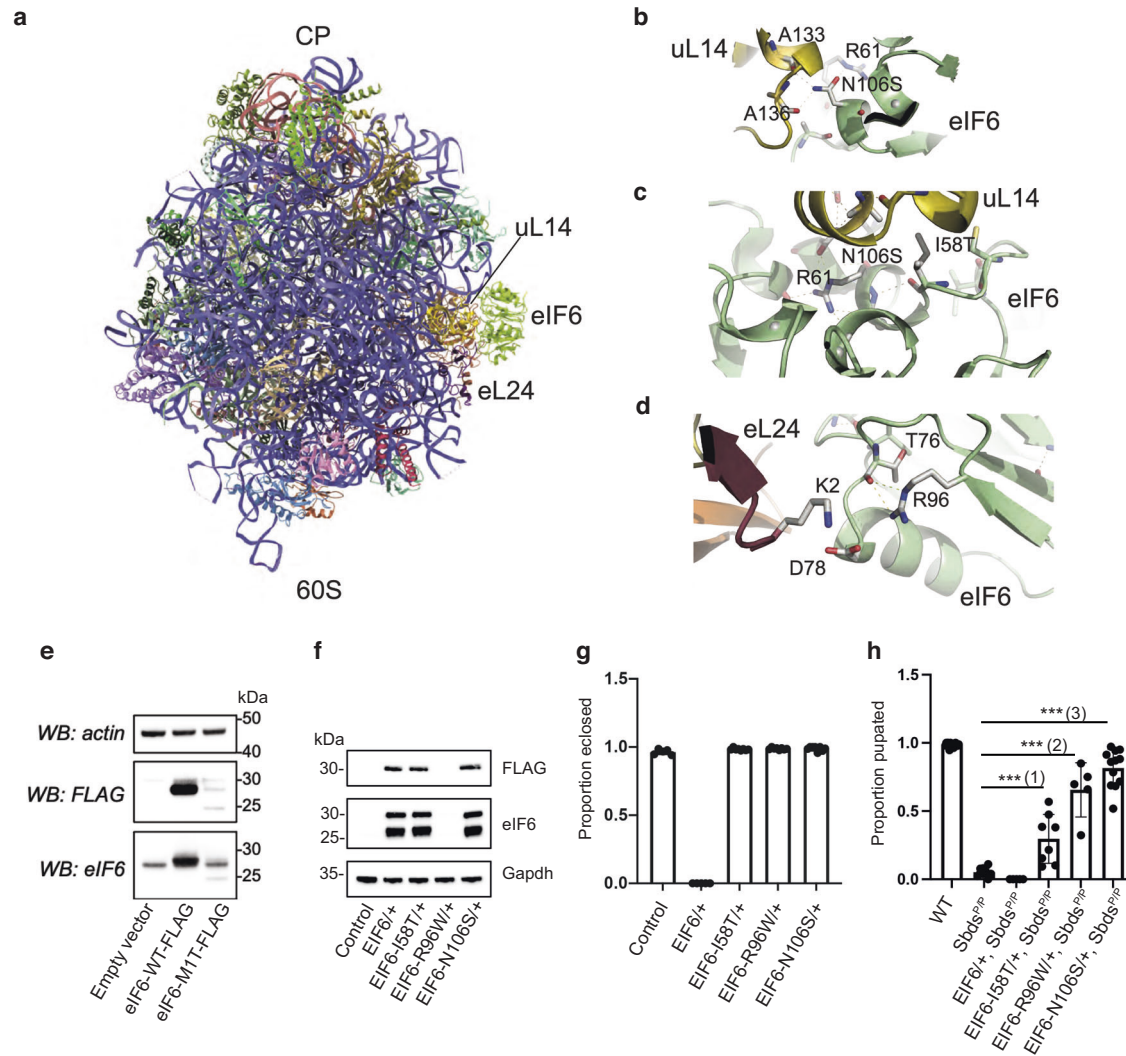 a
CP
uL14
eIF6
eL24
60S
b
uL14
A133
R61
N106S
A136
eIF6
c
uL14
N106S
I58T
R61
eIF6
d
eL24
T76
K2
R96
D78
eIF6
e
kDa
WB: actin
50
40
WB: FLAG
30
25
WB: eIF6
30
25
Empty vector
eIF6-WT-FLAG
eIF6-M1T-FLAG
f
kDa
30-
FLAG
30-
25-
eIF6
35-
Gapdh
Control
EIF6/+
EIF6-I58T/+
EIF6-R96W/+
EIF6-N106S/+
g
Proportion eclosed
1.5
1.0
0.5
0.0
Control
EIF6/+
EIF6-I58T/+
EIF6-R96W/+
EIF6-N106S/+
h
Proportion pupated
1.5
1.0
0.5
0.0
*** (3)
*** (2)
*** (1)
WT
Sbds^P/P
EIF6/+, Sbds^P/P
EIF6-I58T/+, Sbds^P/P
EIF6-R96W/+, Sbds^P/P
EIF6-N106S/+, Sbds^P/P